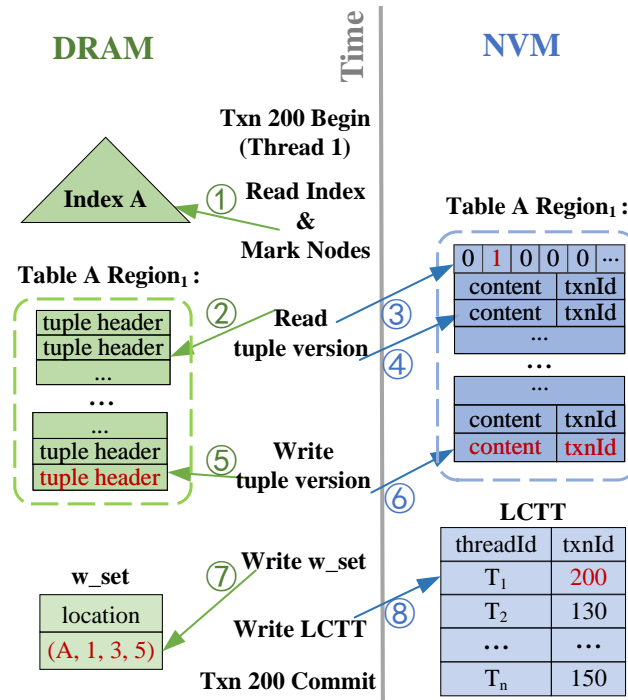 DRAM
Time
NVM
Txn 200 Begin
(Thread 1)
Index A
① Read Index
&
Mark Nodes
Table A Region1 :
tuple header
tuple header
...
...
...
tuple header
tuple header
② Read
tuple version
③
④
Table A Region1 :
0 1 0 0 0 ...
content txnId
content txnId
...
...
...
content txnId
content txnId
⑤ Write
tuple version
⑥
w_set
location
(A, 1, 3, 5)
⑦ Write w_set
Write LCTT
⑧
Txn 200 Commit
LCTT
threadId txnId
T1 200
T2 130
... ...
Tn 150